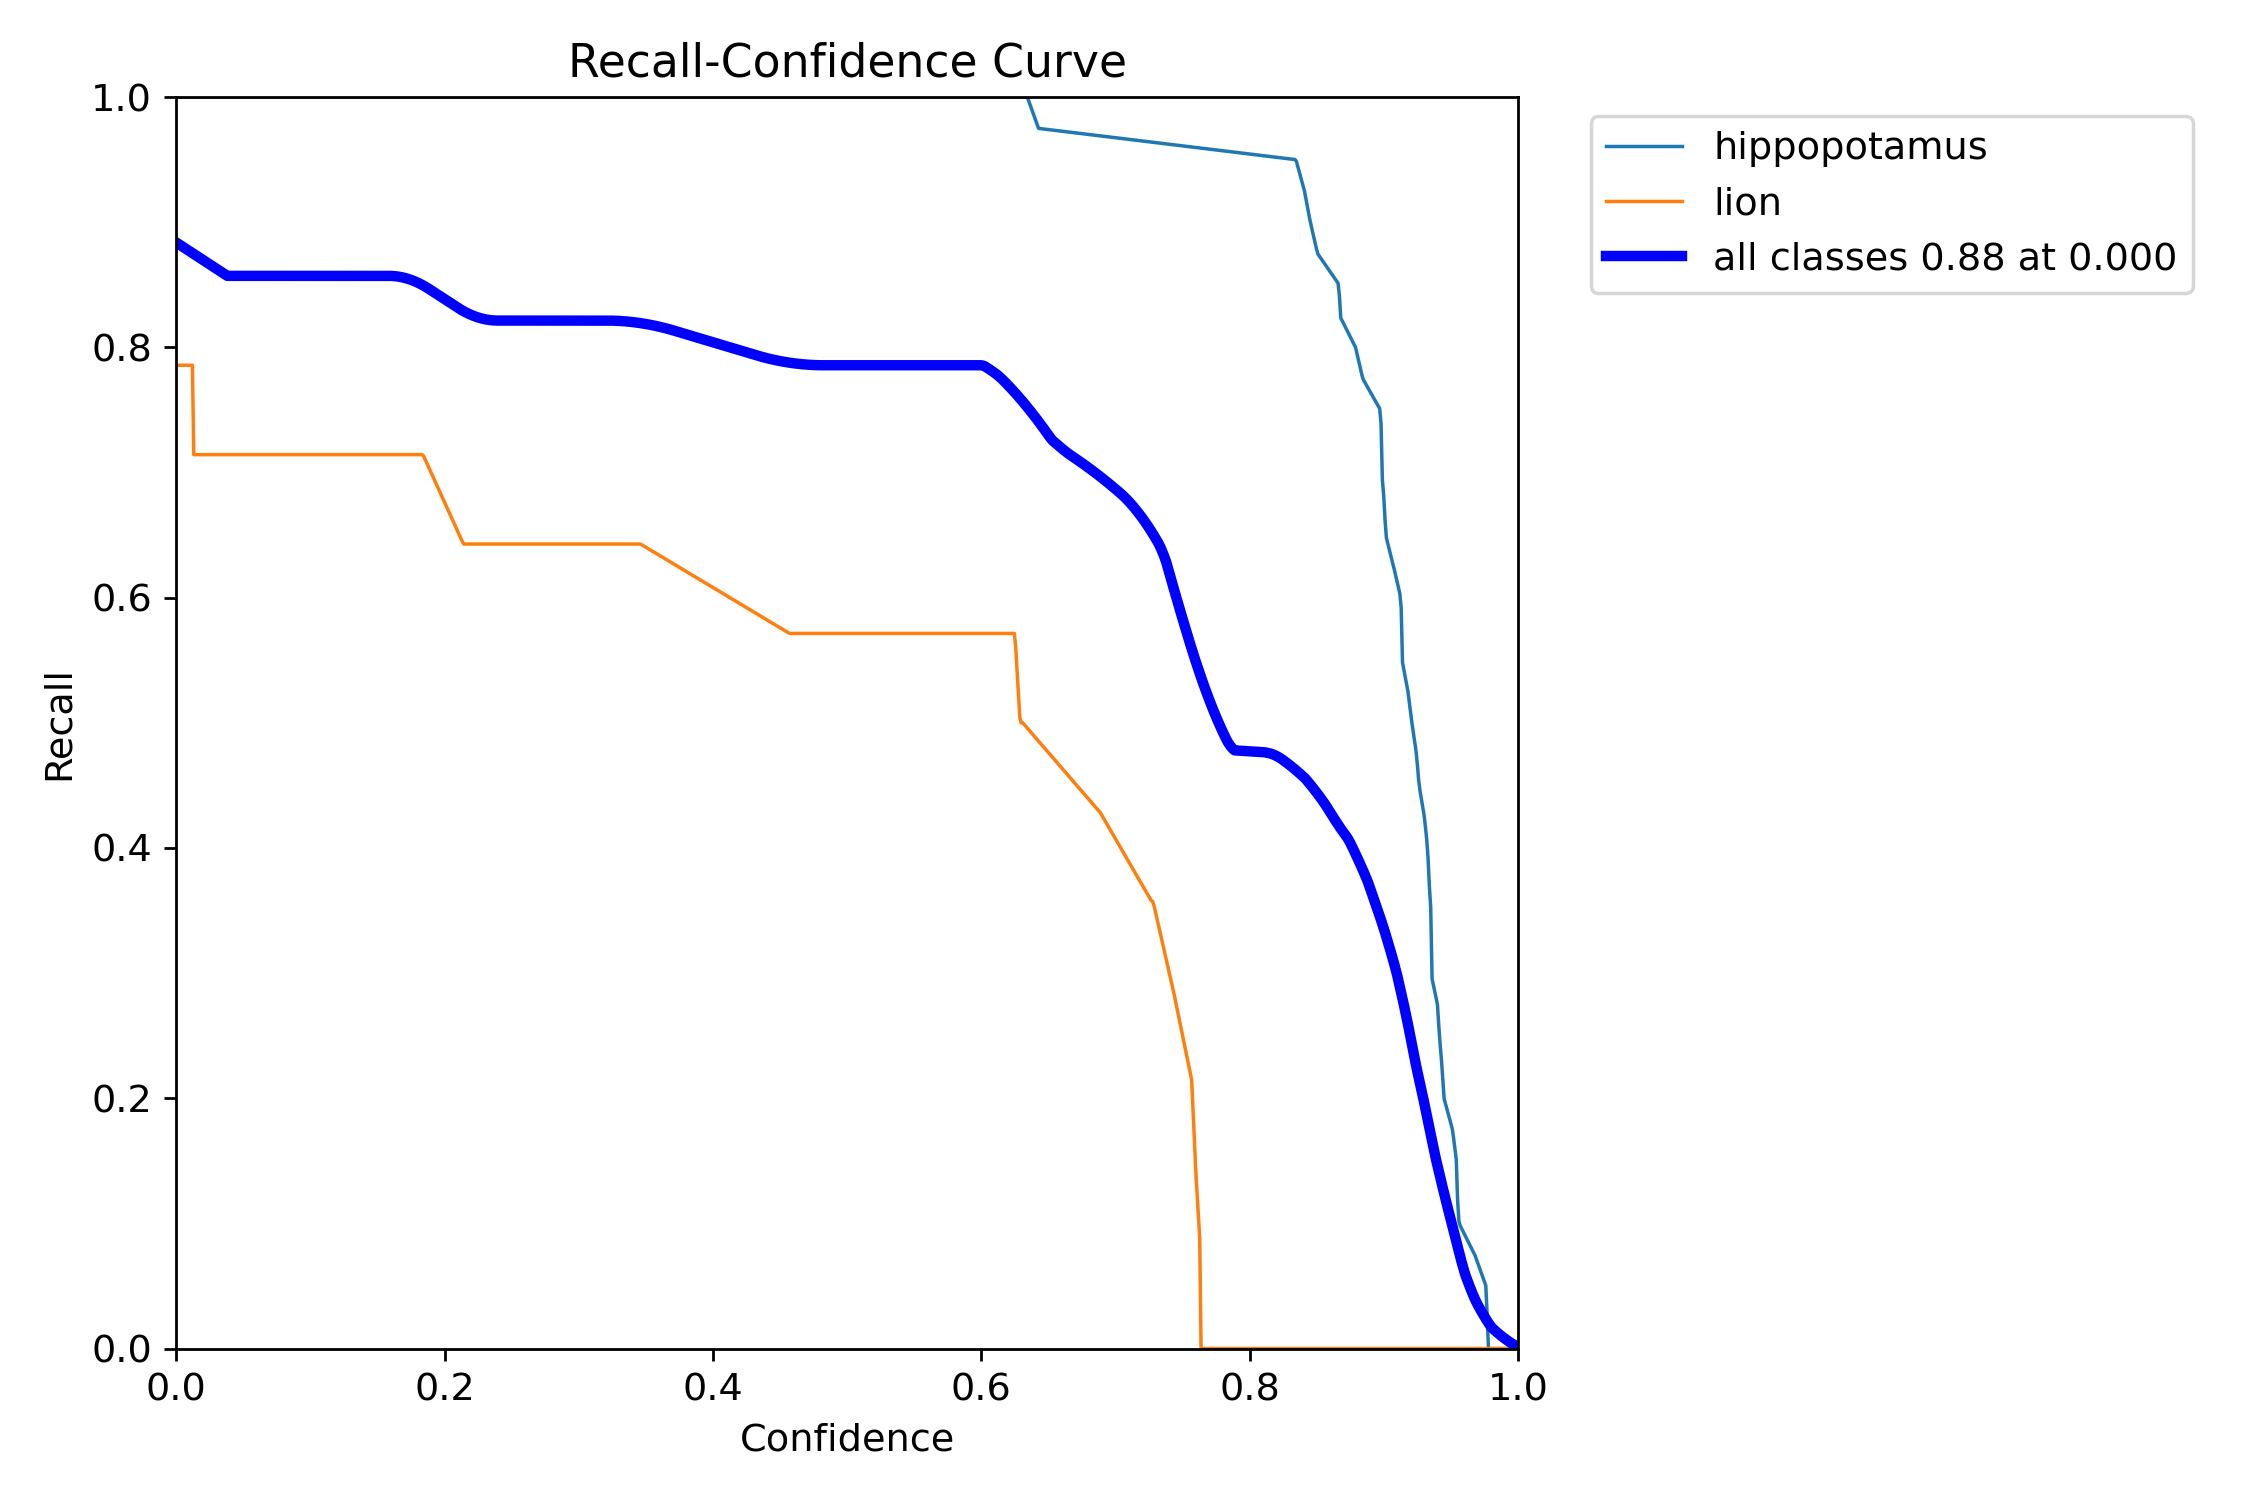 Recall-Confidence Curve
1.0
0.8
0.6
0.4
0.2
0.0
Recall
0.0 0.2 0.4 0.6 0.8 1.0
Confidence
hippopotamus
lion
all classes 0.88 at 0.000